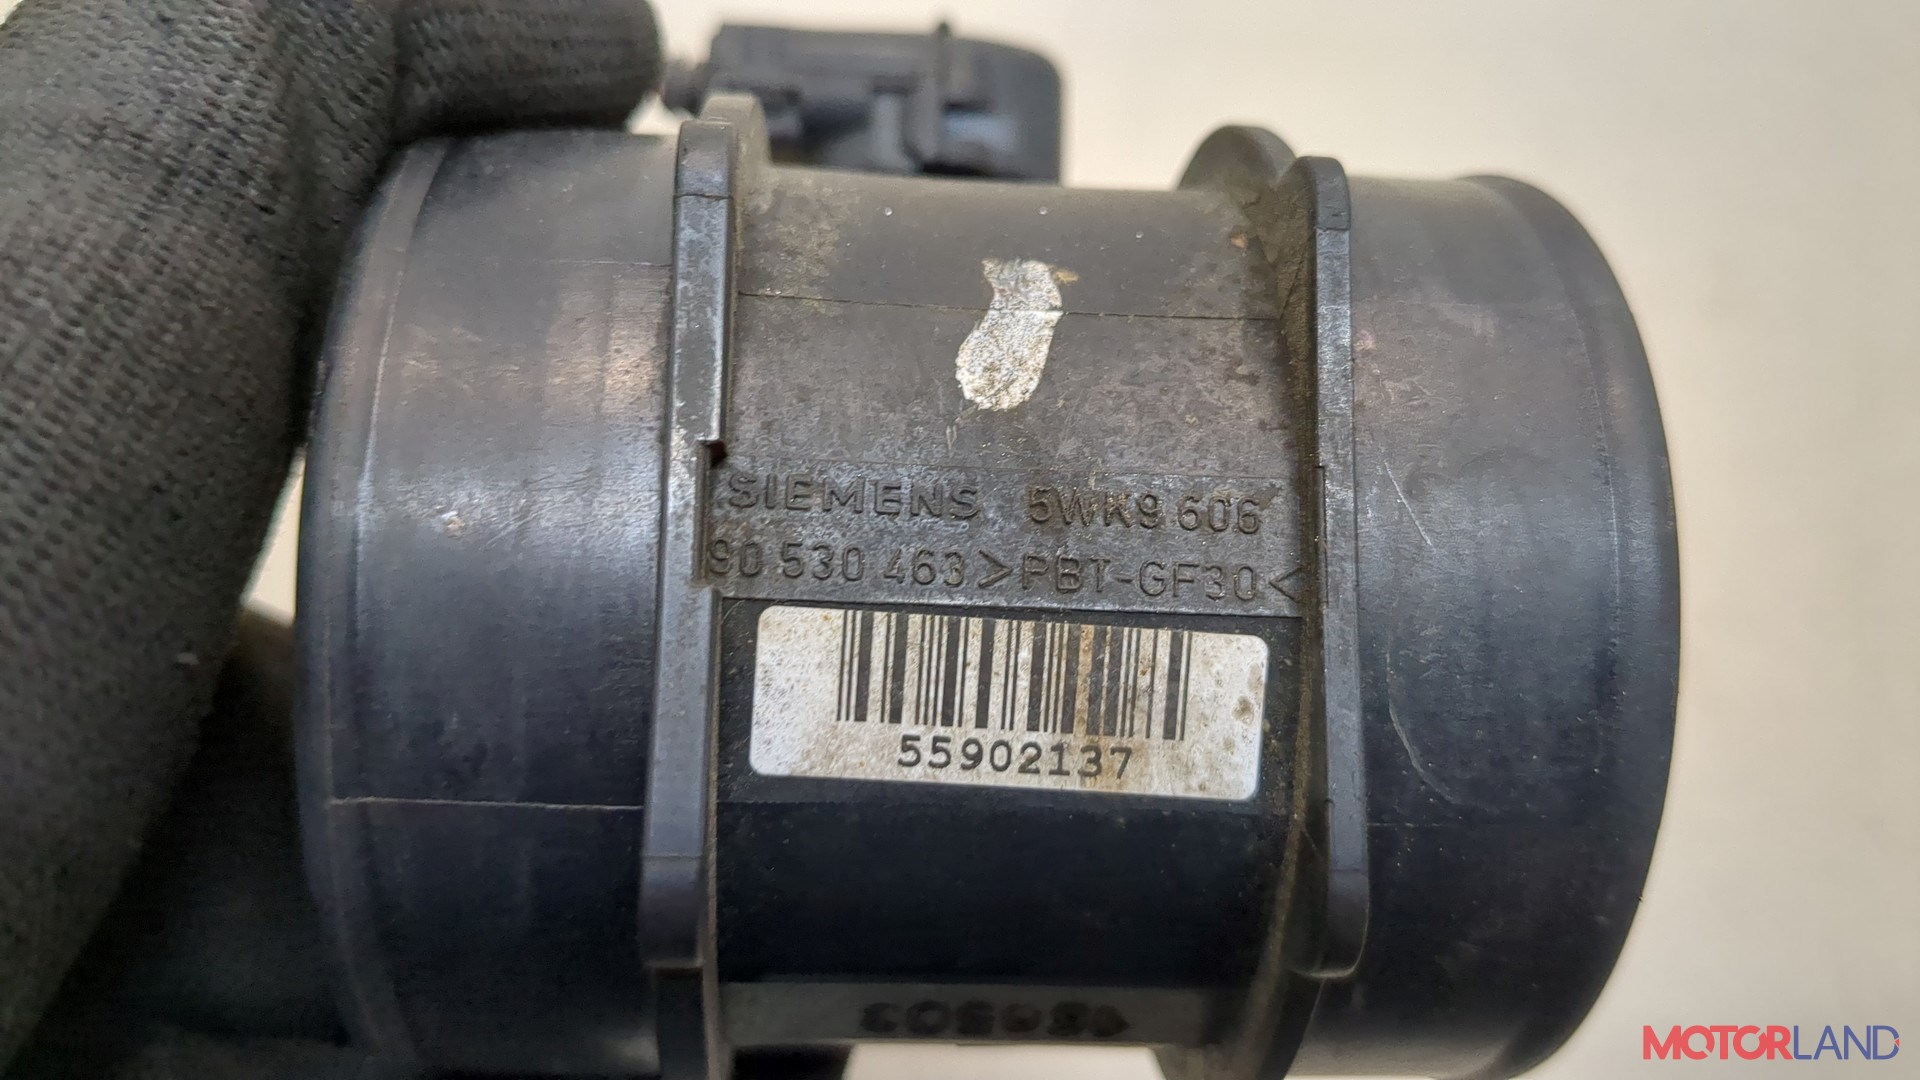 SIEMENS 5WK9 606
90 530 463 >PBT-GF30<
55902137
MOTORLAND